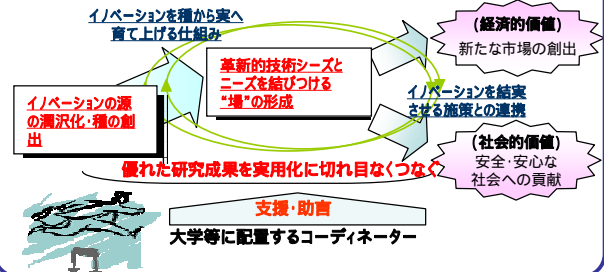 イノベーションを種から実へ
育て上げる仕組み
(経済的価値)
新たな市場の創出
革新的技術シーズと
ニーズを結びつける
“場”の形成
イノベーションを結実
させる施策との連携
イノベーションの源
の潤沢化・種の創
出
(社会的価値)
安全・安心な
社会への貢献
優れた研究成果を実用化に切れ目なくつなぐ
支援・助言
大学等に配置するコーディネーター